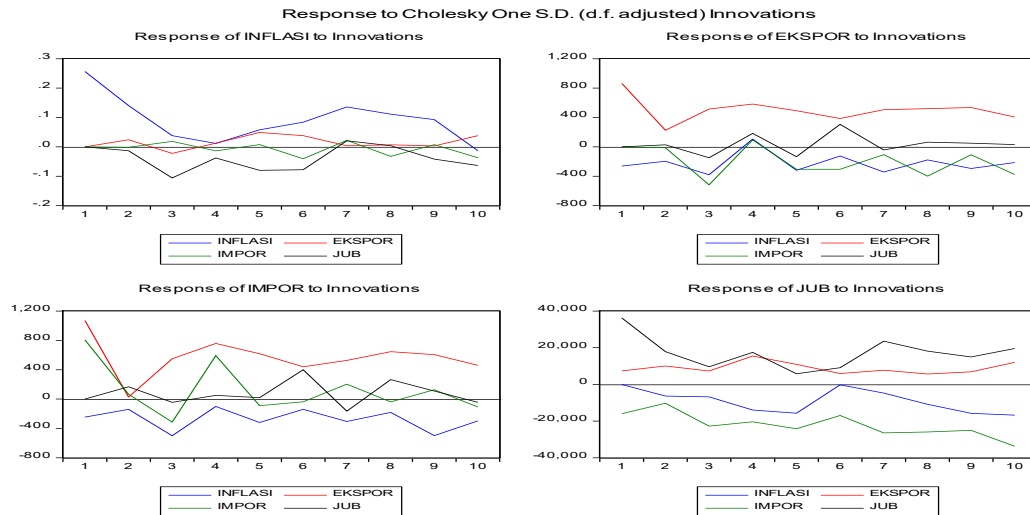 Response to Cholesky One S.D. (d.f. adjusted) Innovations
Response of INFLASI to Innovations
.3
.2
.1
.0
-.1
-.2
1 2 3 4 5 6 7 8 9 10
INFLASI EKSPOR
IMPOR JUB
Response of EKSPOR to Innovations
1,200
800
400
0
-400
-800
1 2 3 4 5 6 7 8 9 10
INFLASI EKSPOR
IMPOR JUB
Response of IMPOR to Innovations
1,200
800
400
0
-400
-800
1 2 3 4 5 6 7 8 9 10
INFLASI EKSPOR
IMPOR JUB
Response of JUB to Innovations
40,000
20,000
0
-20,000
-40,000
1 2 3 4 5 6 7 8 9 10
INFLASI EKSPOR
IMPOR JUB